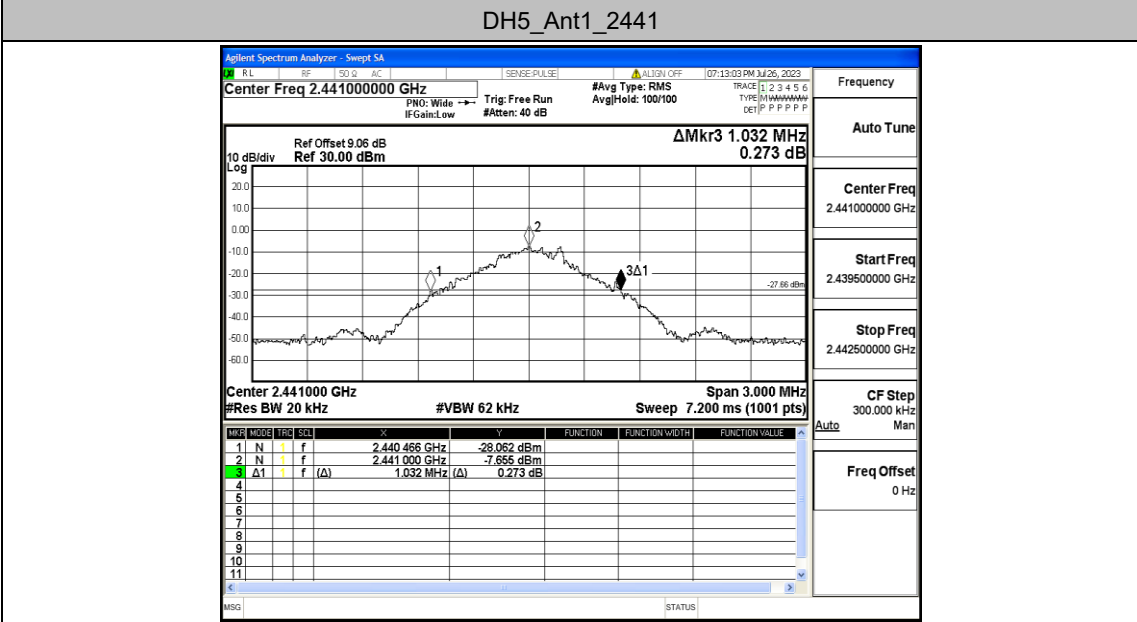 DH5_Ant1_2441
Agilent Spectrum Analyzer - Swept SA
RL RF 50 Ω AC SENSE:PULSE ALIGN OFF 07:13:03 PM Jul 26, 2023
Center Freq 2.441000000 GHz
PNO: Wide
IFGain:Low
Trig: Free Run
#Atten: 40 dB
#Avg Type: RMS
Avg|Hold: 100/100
TRACE 1 2 3 4 5 6
TYPE M WWWWW
DET P P P P P P
Frequency
Auto Tune
Center Freq
2.441000000 GHz
Start Freq
2.439500000 GHz
Stop Freq
2.442500000 GHz
CF Step
300.000 kHz
Auto Man
Freq Offset
0 Hz
ΔMkr3 1.032 MHz
0.273 dB
Ref Offset 9.06 dB
10 dB/div Ref 30.00 dBm
Log
20.0
10.0
0.00
-10.0
-20.0
-30.0
-40.0
-50.0
-60.0
1
2
3Δ1
-27.66 dBm
Center 2.441000 GHz Span 3.000 MHz
#Res BW 20 kHz #VBW 62 kHz Sweep 7.200 ms (1001 pts)
MKR MODE TRC SCL X Y FUNCTION FUNCTION WIDTH FUNCTION VALUE
1 N 1 f 2.440 466 GHz -28.062 dBm
2 N 1 f 2.441 000 GHz -7.655 dBm
3 Δ1 1 f (Δ) 1.032 MHz (Δ) 0.273 dB
4
5
6
7
8
9
10
11
MSG STATUS